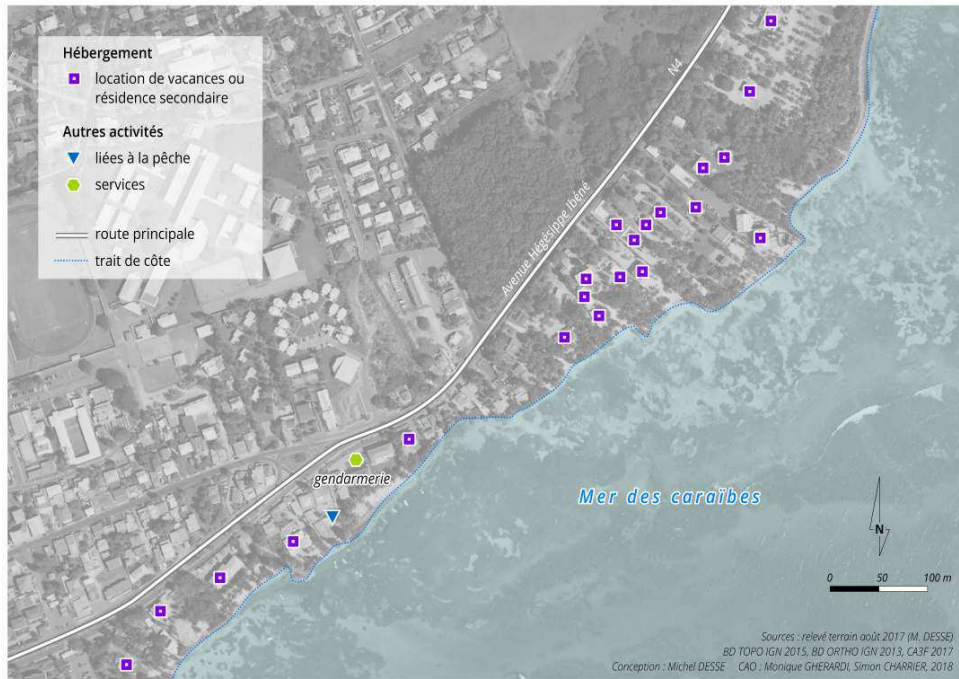 Hébergement
location de vacances ou
résidence secondaire
Autres activités
liées à la pêche
services
route principale
trait de côte
N4
Avenue Hégésippe Ibéné
gendarmerie
Mer des caraïbes
N
0 50 100 m
Sources : relevé terrain août 2017 (M. DESSE)
BD TOPO IGN 2015, BD ORTHO IGN 2013, CA3F 2017
Conception : Michel DESSE CAO : Monique GHERARDI, Simon CHARRIER, 2018